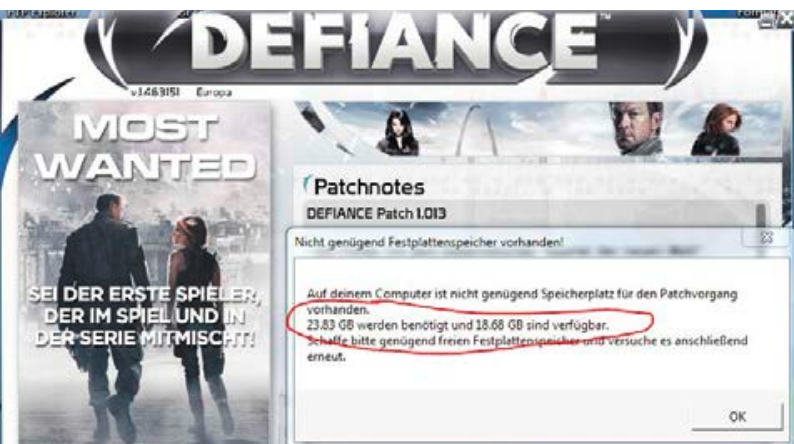 DEFIANCE
v1.463151 Europa
MOST
WANTED
SEI DER ERSTE SPIELER,
DER IM SPIEL UND IN
DER SERIE MITMISCHT!
Patchnotes
DEFIANCE Patch 1.013
Nicht genügend Festplattenspeicher vorhanden!
Auf deinem Computer ist nicht genügend Speicherplatz für den Patchvorgang
vorhanden.
23.83 GB werden benötigt und 18.68 GB sind verfügbar.
Schaffe bitte genügend freien Festplattenspeicher und versuche es anschließend
erneut.
OK